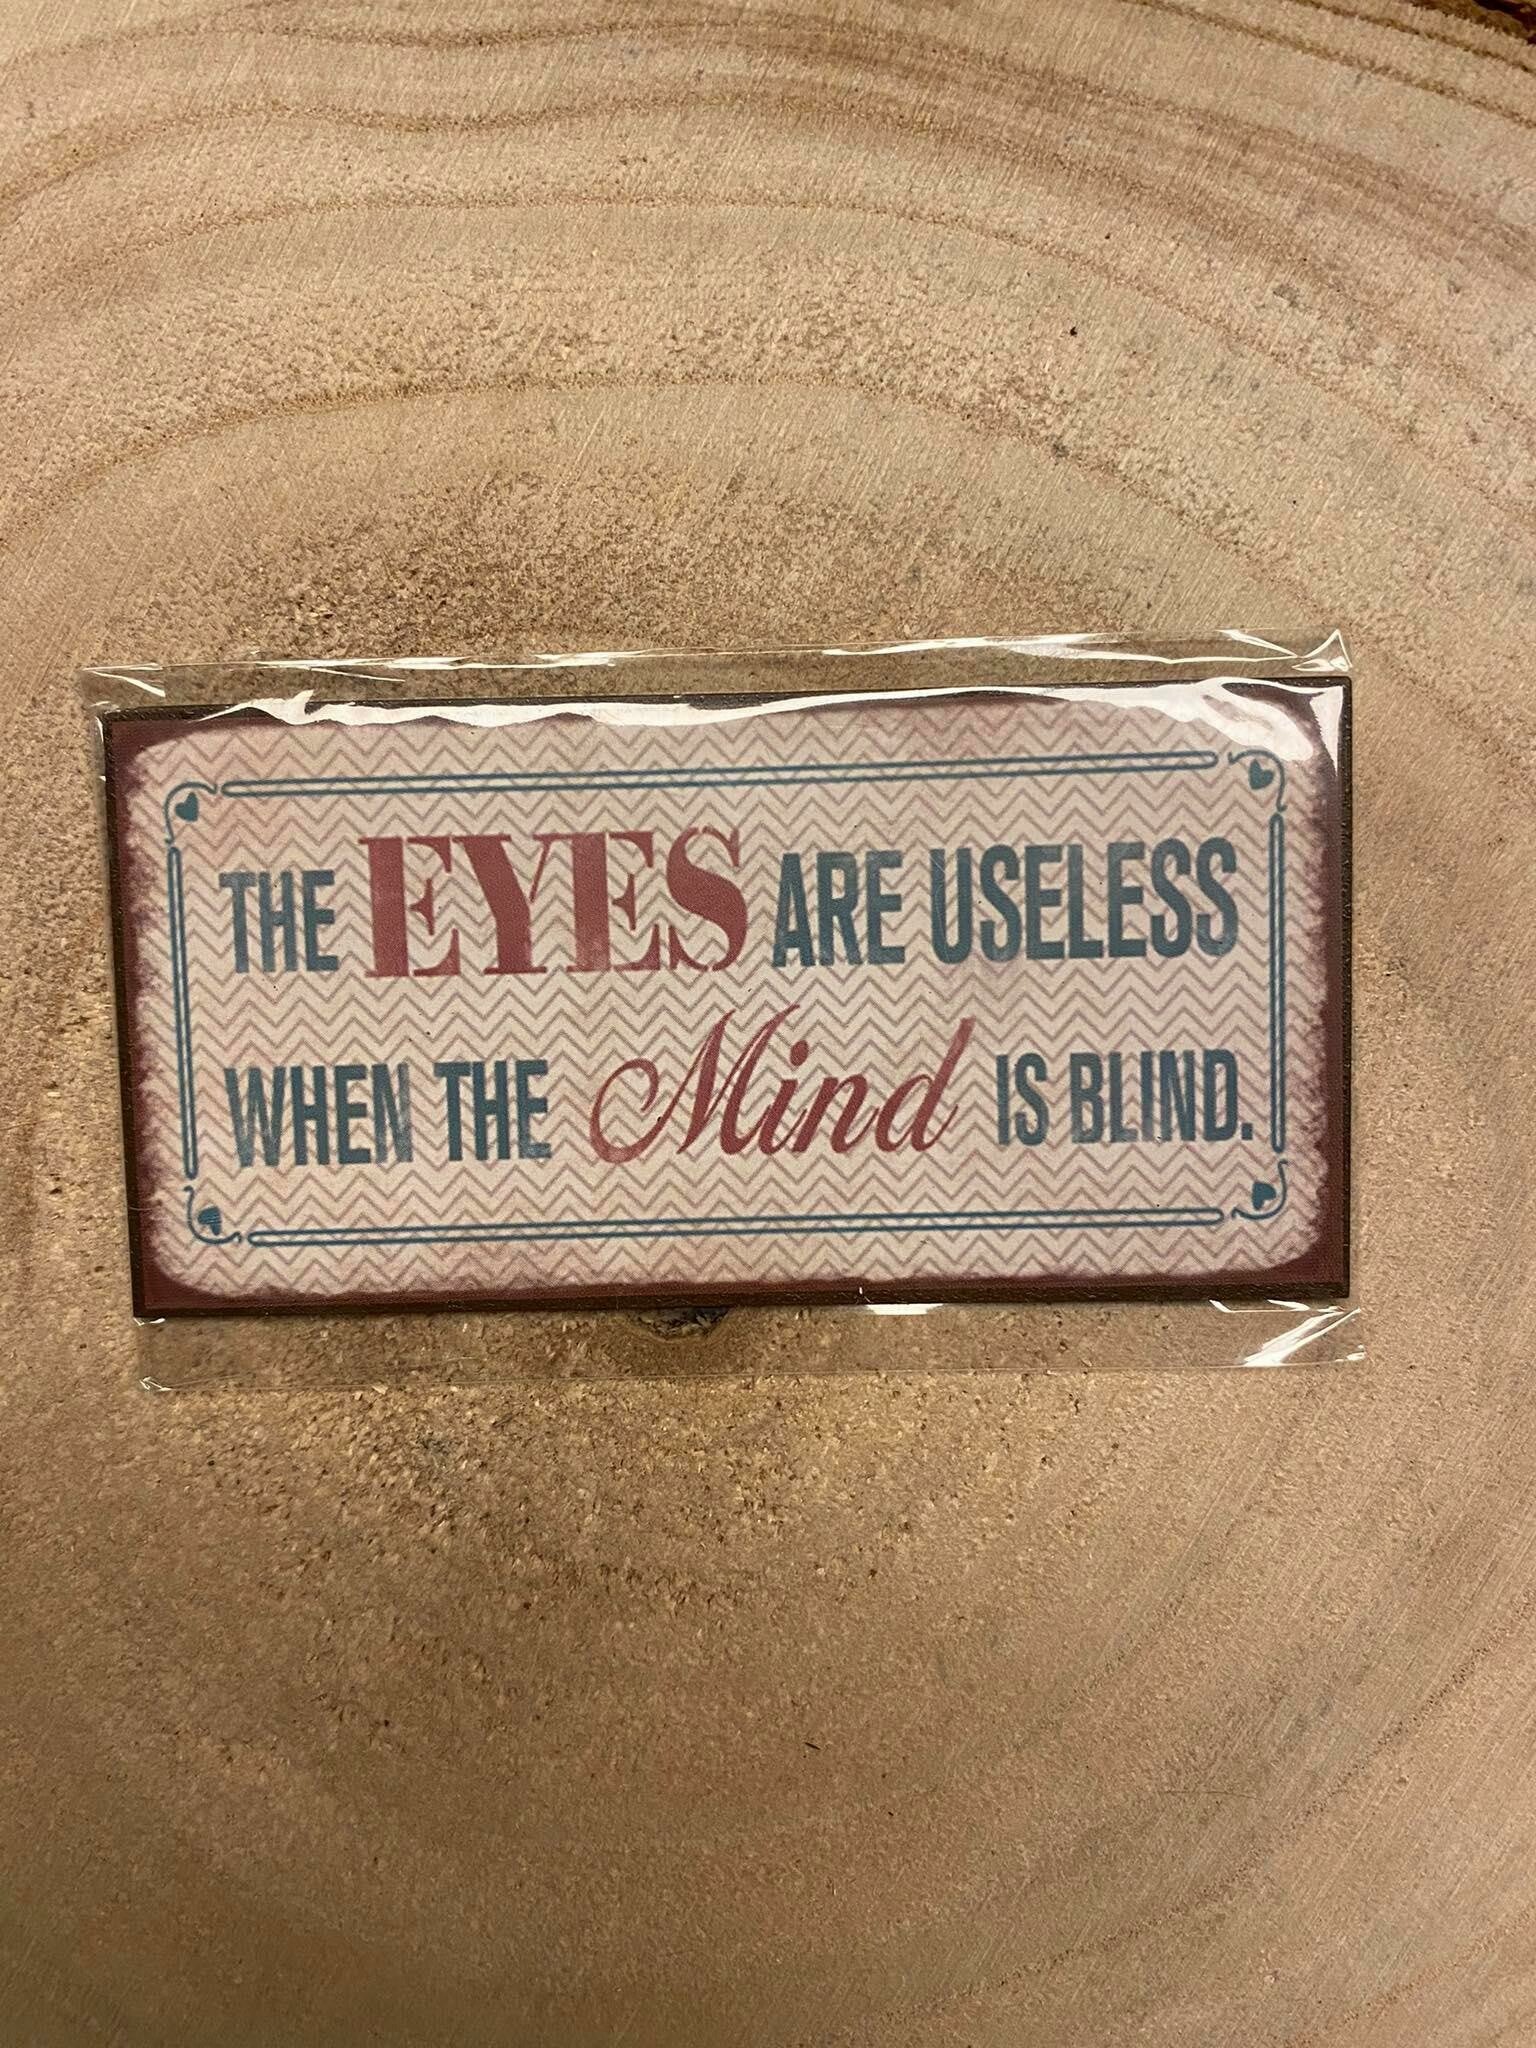 THE EYES ARE USELESS
WHEN THE Mind IS BLIND.